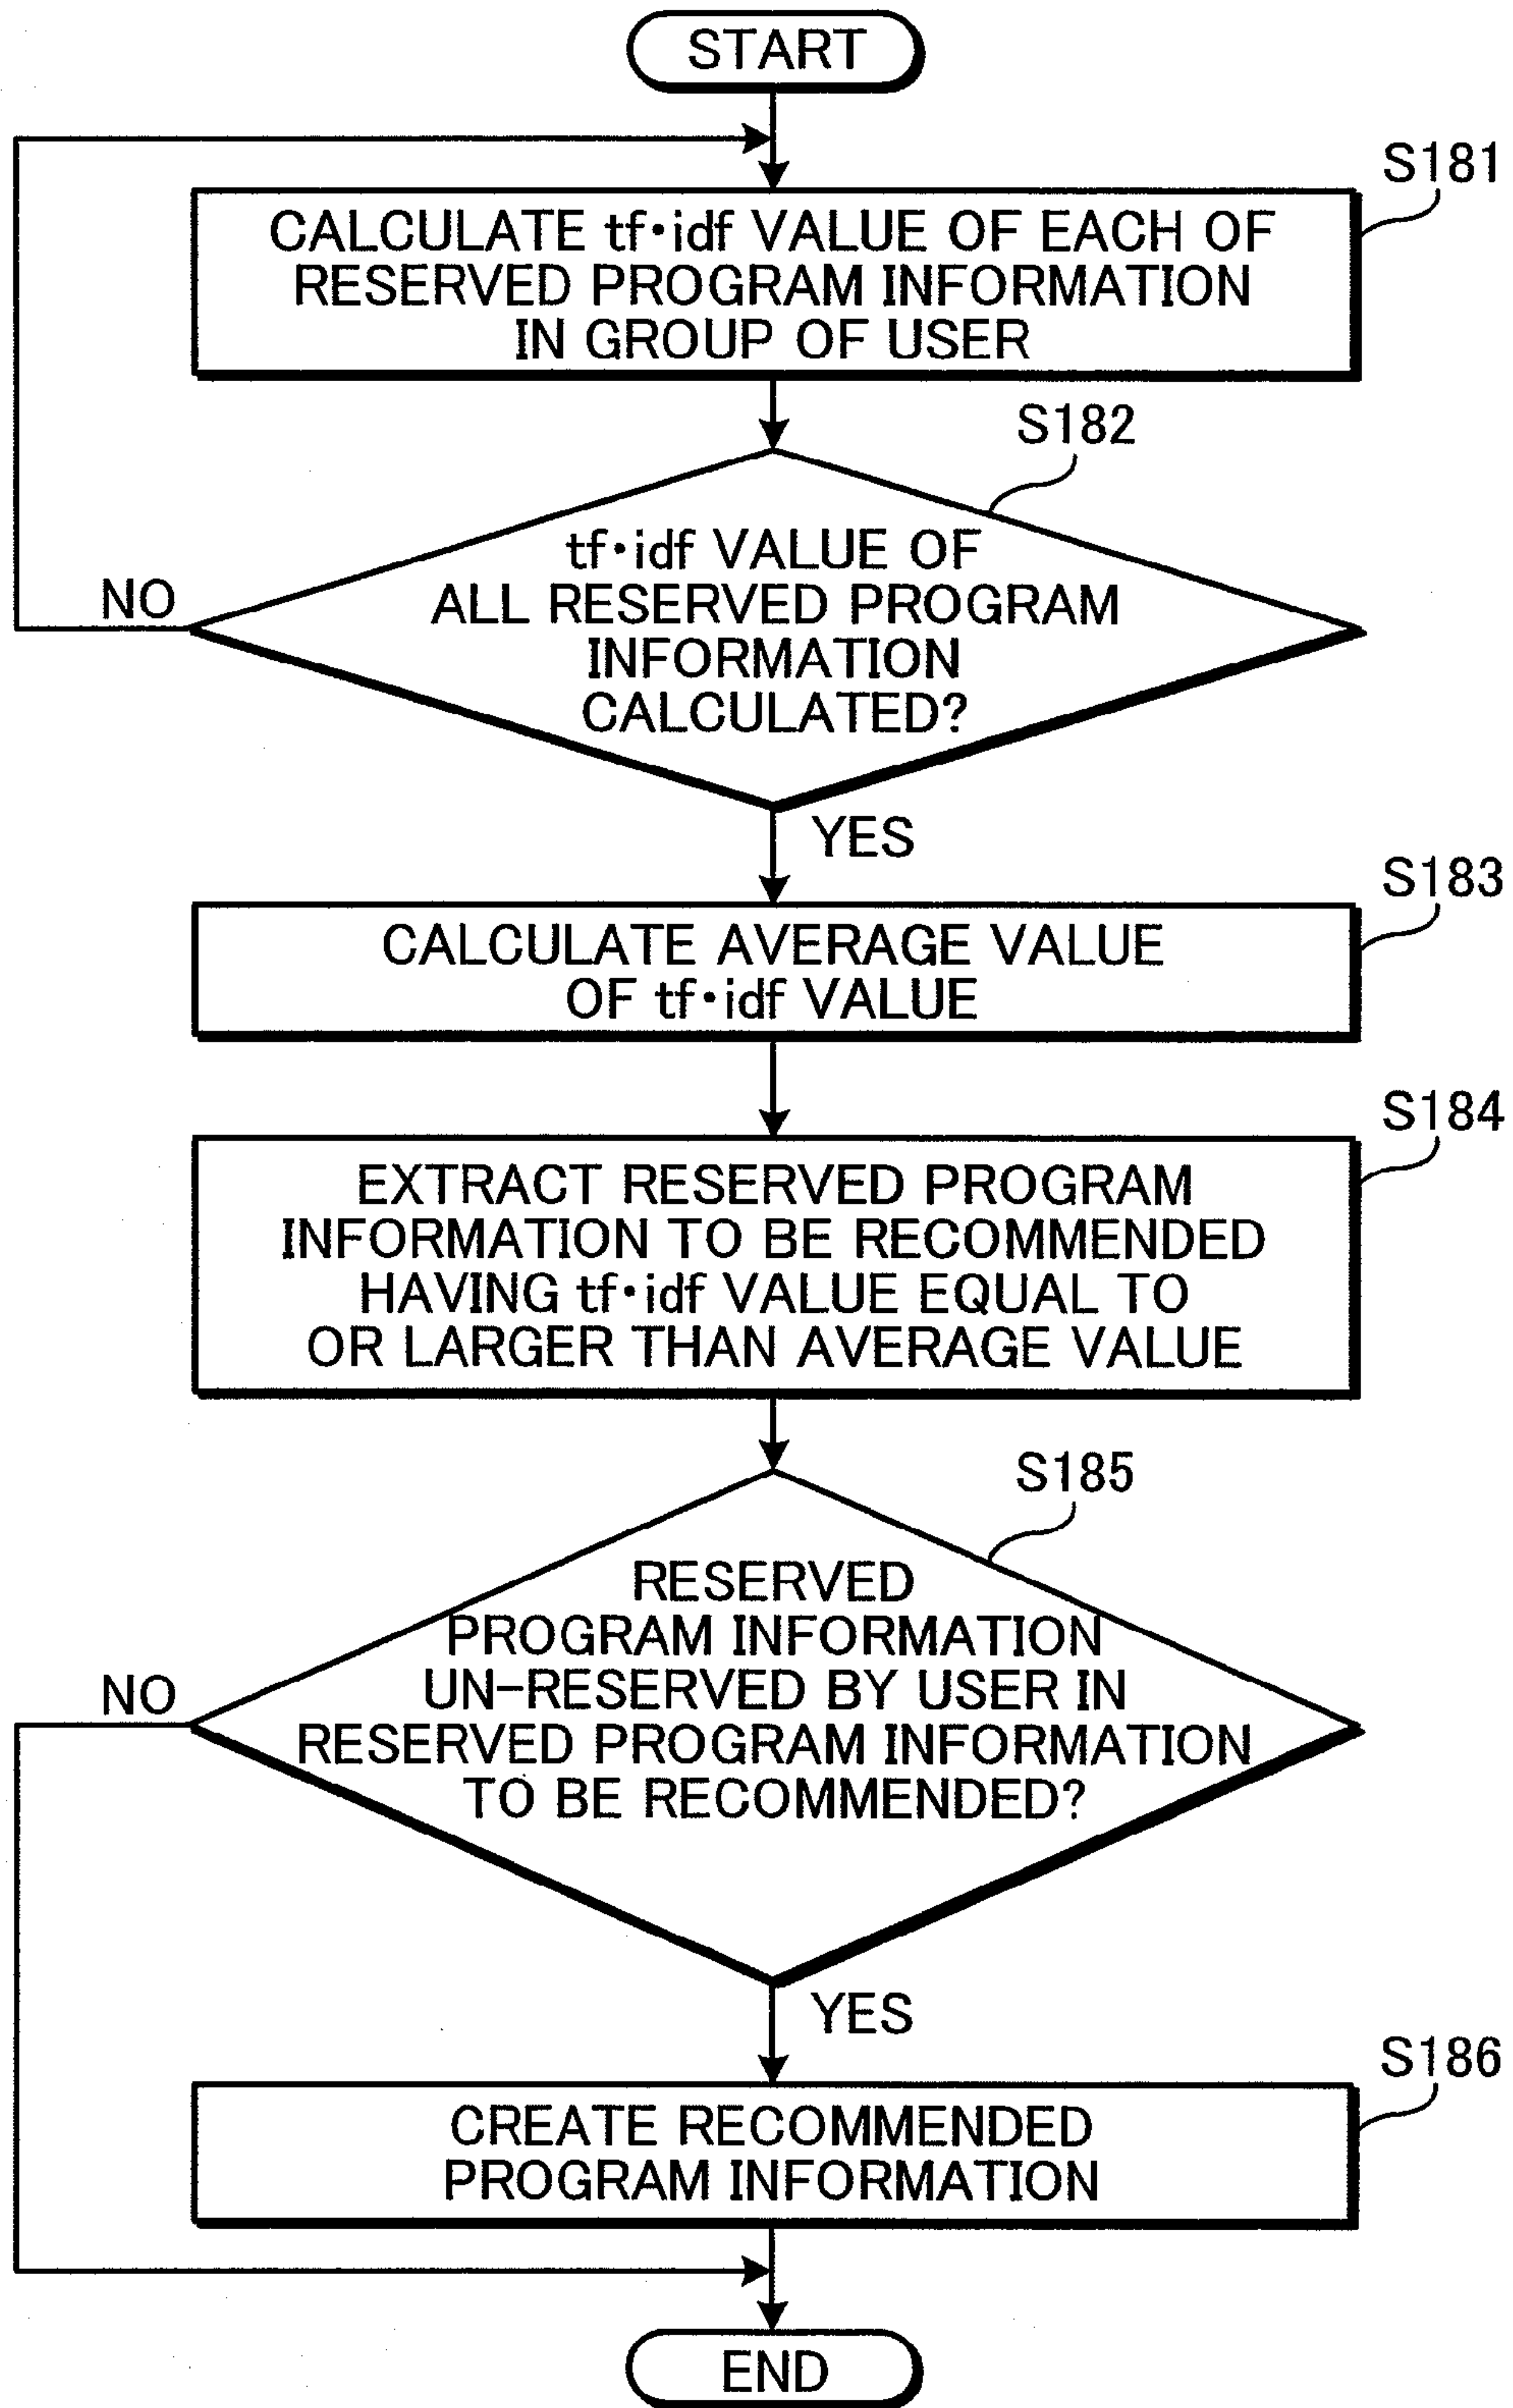 START
S181
CALCULATE tf·idf VALUE OF EACH OF
RESERVED PROGRAM INFORMATION
IN GROUP OF USER
S182
tf·idf VALUE OF
ALL RESERVED PROGRAM
INFORMATION
CALCULATED?
NO
YES
S183
CALCULATE AVERAGE VALUE
OF tf·idf VALUE
S184
EXTRACT RESERVED PROGRAM
INFORMATION TO BE RECOMMENDED
HAVING tf·idf VALUE EQUAL TO
OR LARGER THAN AVERAGE VALUE
S185
RESERVED
PROGRAM INFORMATION
UN-RESERVED BY USER IN
RESERVED PROGRAM INFORMATION
TO BE RECOMMENDED?
NO
YES
S186
CREATE RECOMMENDED
PROGRAM INFORMATION
END